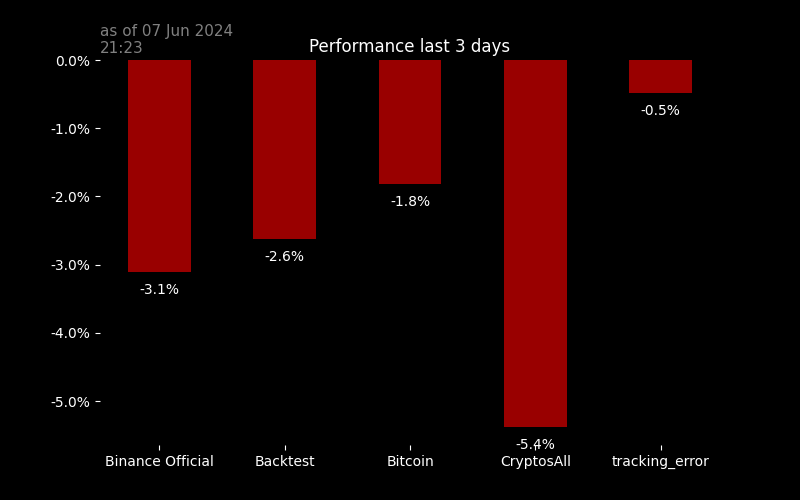 as of 07 Jun 2024
21:23
Performance last 3 days
0.0%
-1.0%
-2.0%
-3.0%
-4.0%
-5.0%
-3.1%
-2.6%
-1.8%
-5.4%
-0.5%
Binance Official
Backtest
Bitcoin
CryptosAll
tracking_error